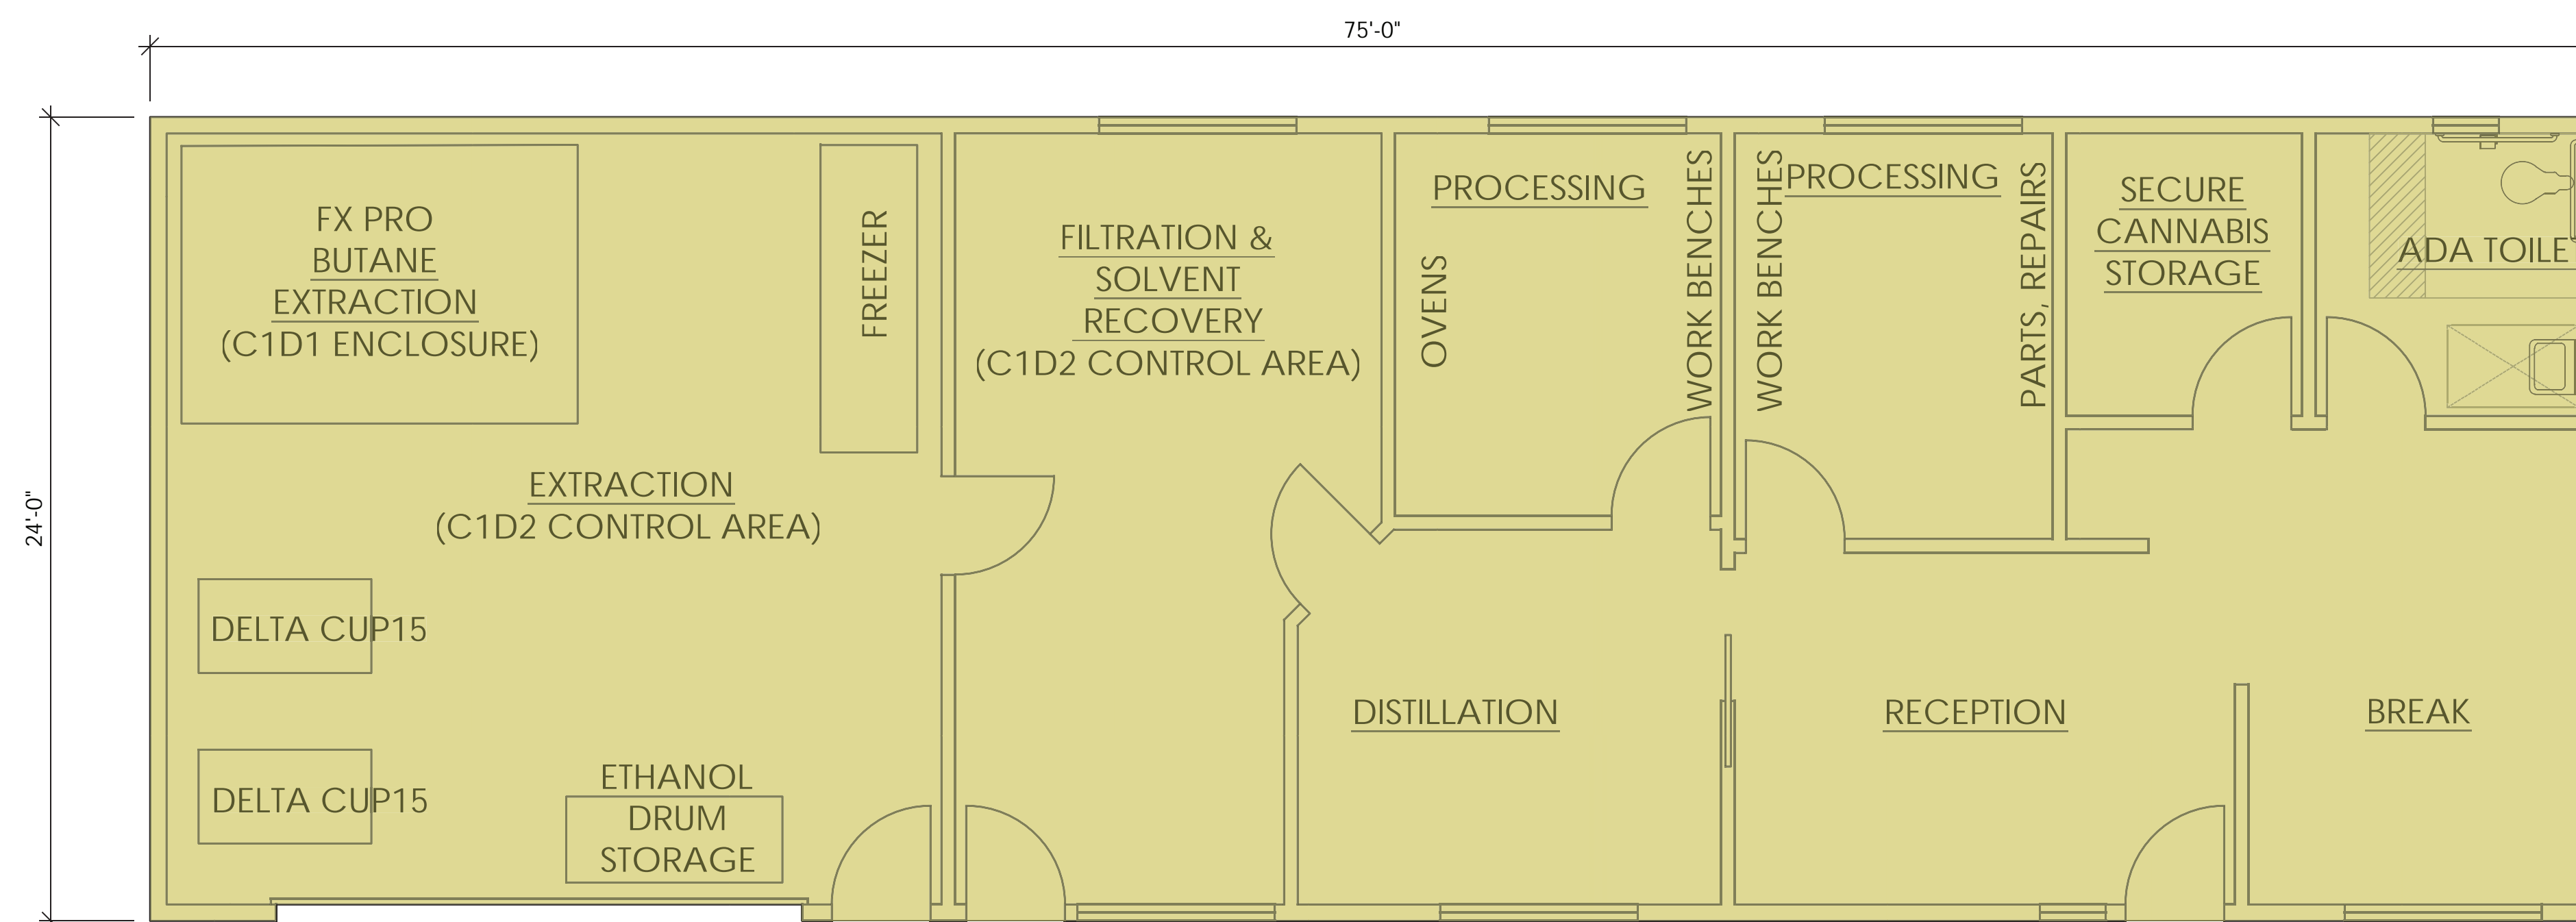 75'-0"
24'-0"
FX PRO
BUTANE
EXTRACTION
(C1D1 ENCLOSURE)
FREEZER
EXTRACTION
(C1D2 CONTROL AREA)
DELTA CUP15
DELTA CUP15
ETHANOL
DRUM
STORAGE
FILTRATION &
SOLVENT
RECOVERY
(C1D2 CONTROL AREA)
PROCESSING
OVENS
WORK BENCHES
WORK BENCHES
PROCESSING
PARTS, REPAIRS
SECURE
CANNABIS
STORAGE
ADA TOILE
DISTILLATION
RECEPTION
BREAK